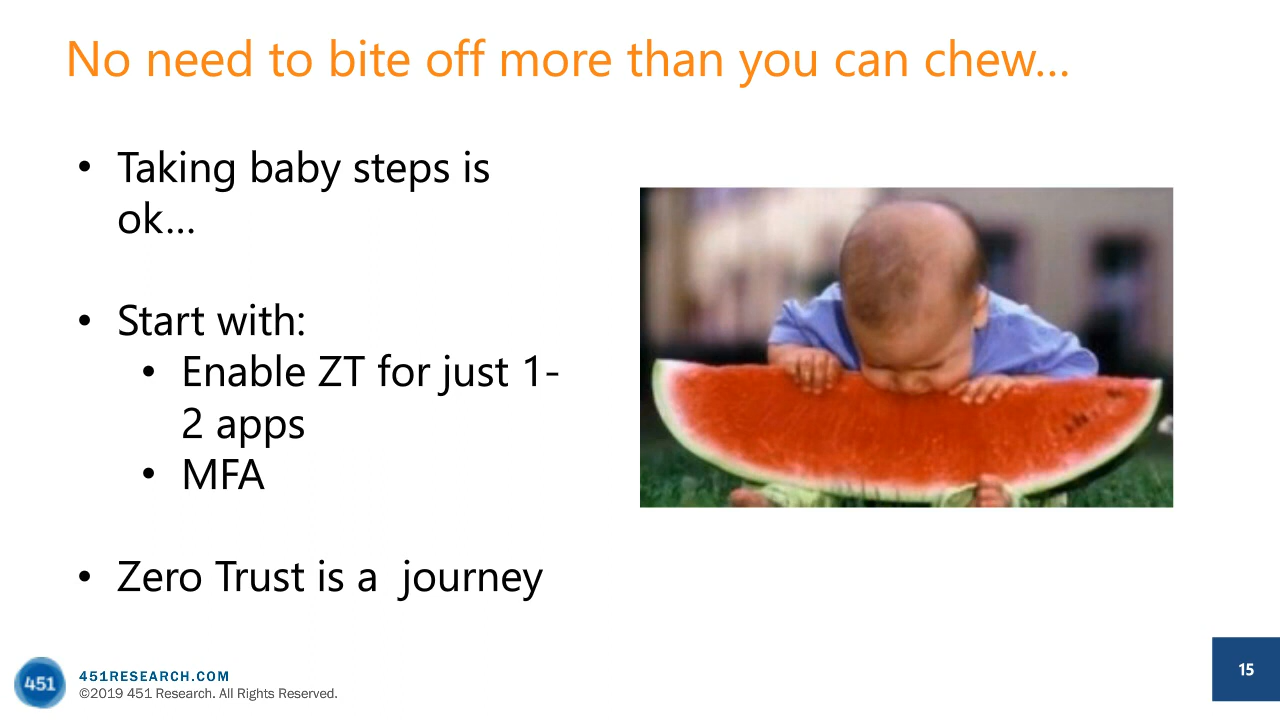 No need to bite off more than you can chew...
• Taking baby steps is
ok...
• Start with:
• Enable ZT for just 1-
2 apps
• MFA
• Zero Trust is a  journey
451
451RESEARCH.COM
©2019 451 Research. All Rights Reserved.
15